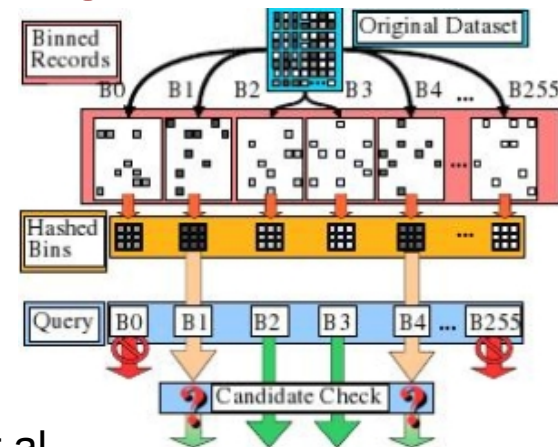 Original Dataset
Binned
Records
B0 B1 B2 B3 B4 ... B255
...
Hashed
Bins
...
Query B0 B1 B2 B3 B4 ... B255
? Candidate Check ?
al